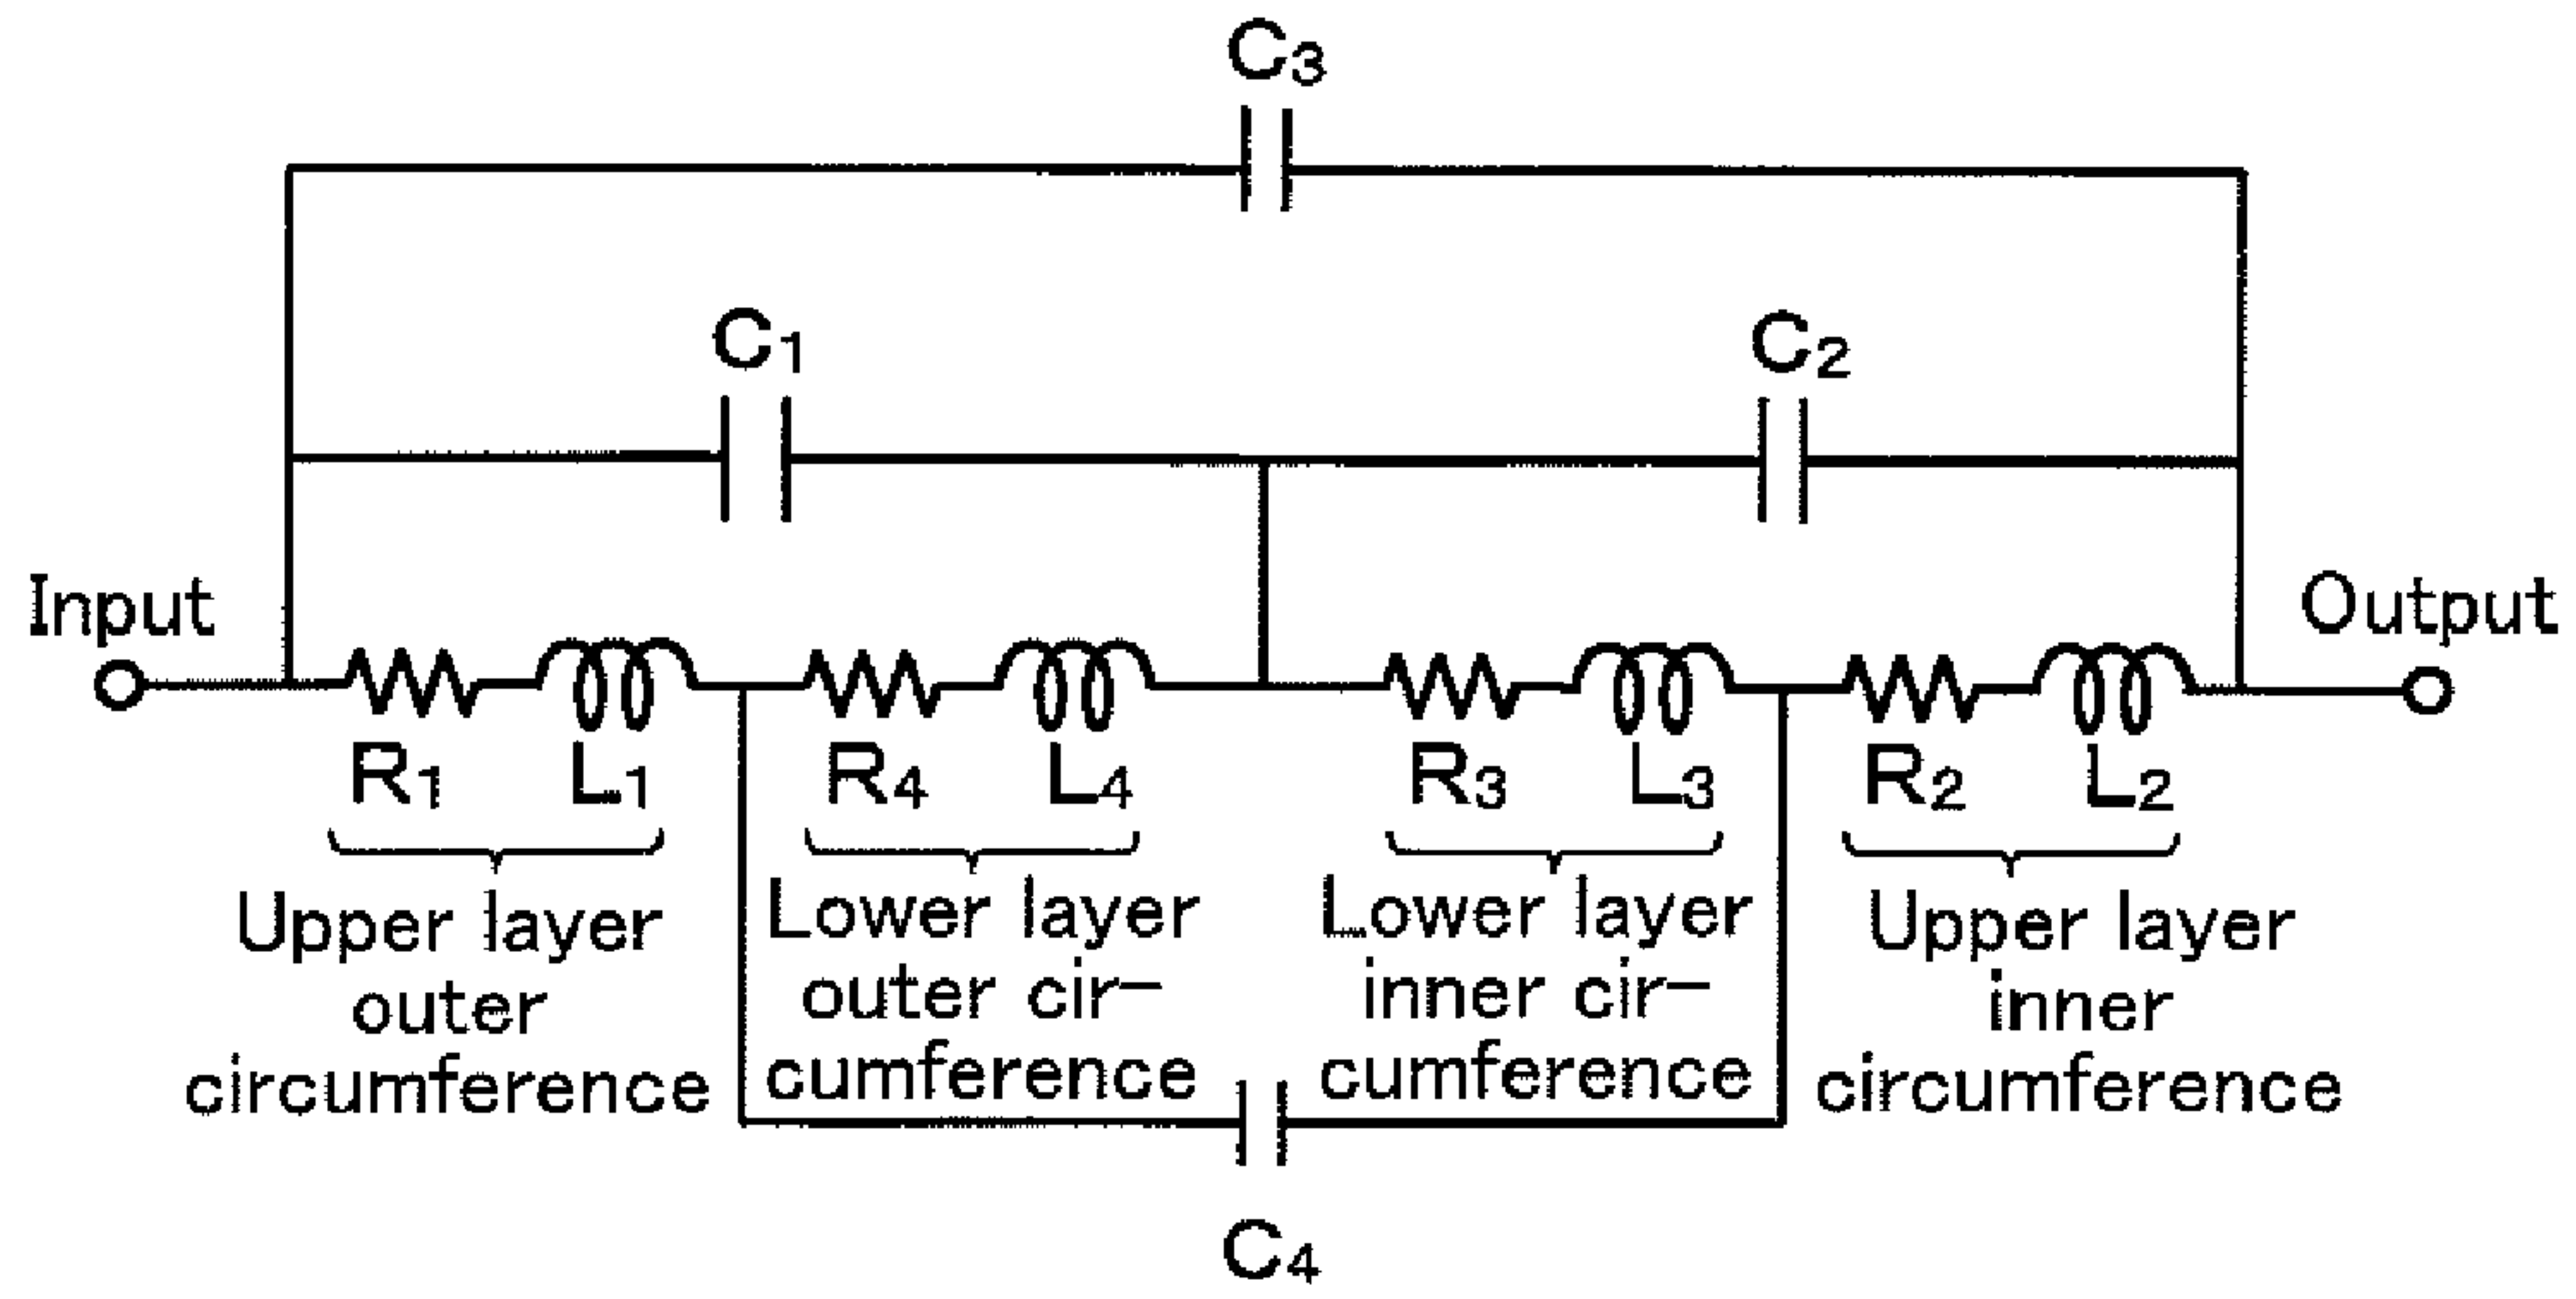 C3
C1
C2
Input
Output
R1
L1
R4
L4
R3
L3
R2
L2
Upper layer
outer
circumference
Lower layer
outer cir-
cumference
Lower layer
inner cir-
cumference
Upper layer
inner
circumference
C4